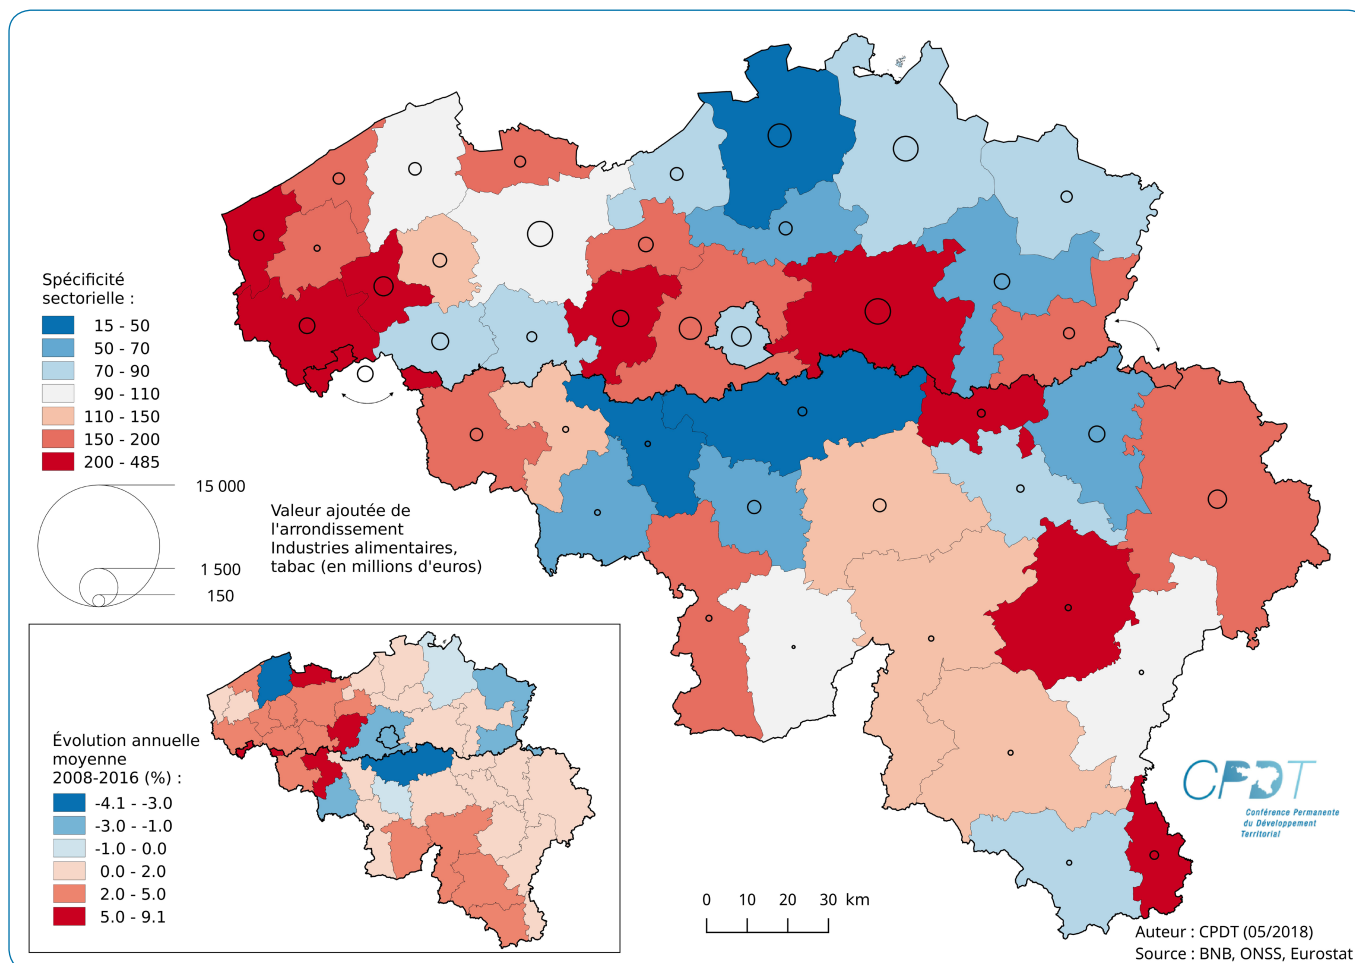 Spécificité
sectorielle :
15 - 50
50 - 70
70 - 90
90 - 110
110 - 150
150 - 200
200 - 485
15 000
1 500
150
Valeur ajoutée de
l'arrondissement
Industries alimentaires,
tabac (en millions d'euros)
Évolution annuelle
moyenne
2008-2016 (%) :
-4.1 - -3.0
-3.0 - -1.0
-1.0 - 0.0
0.0 - 2.0
2.0 - 5.0
5.0 - 9.1
0 10 20 30 km
CPDT
Conférence Permanente
du Développement
Territorial
Auteur : CPDT (05/2018)
Source : BNB, ONSS, Eurostat